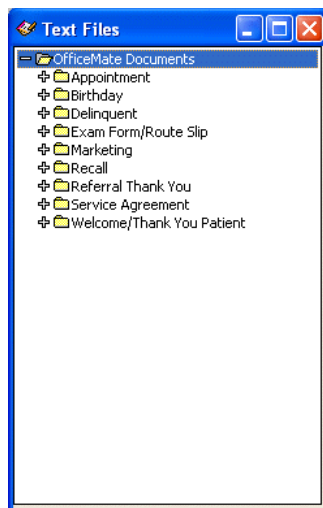 Text Files
OfficeMate Documents
Appointment
Birthday
Delinquent
Exam Form/Route Slip
Marketing
Recall
Referral Thank You
Service Agreement
Welcome/Thank You Patient